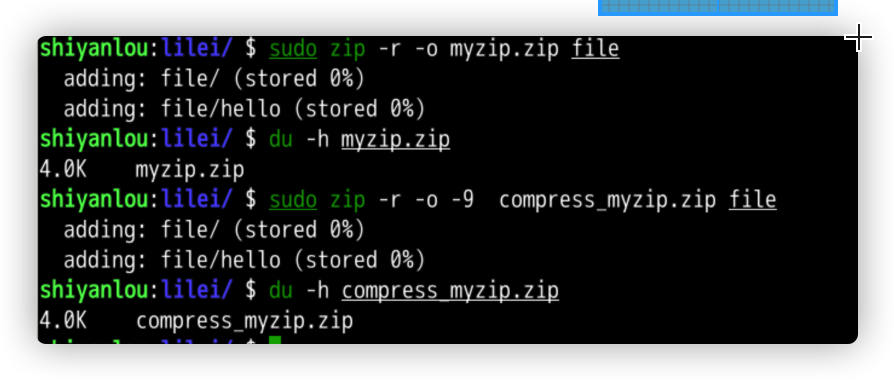 shiyanlou:lilei/ $ sudo zip -r -o myzip.zip file
adding: file/ (stored 0%)
adding: file/hello (stored 0%)
shiyanlou:lilei/ $ du -h myzip.zip
4.0K myzip.zip
shiyanlou:lilei/ $ sudo zip -r -o -9 compress_myzip.zip file
adding: file/ (stored 0%)
adding: file/hello (stored 0%)
shiyanlou:lilei/ $ du -h compress_myzip.zip
4.0K compress_myzip.zip